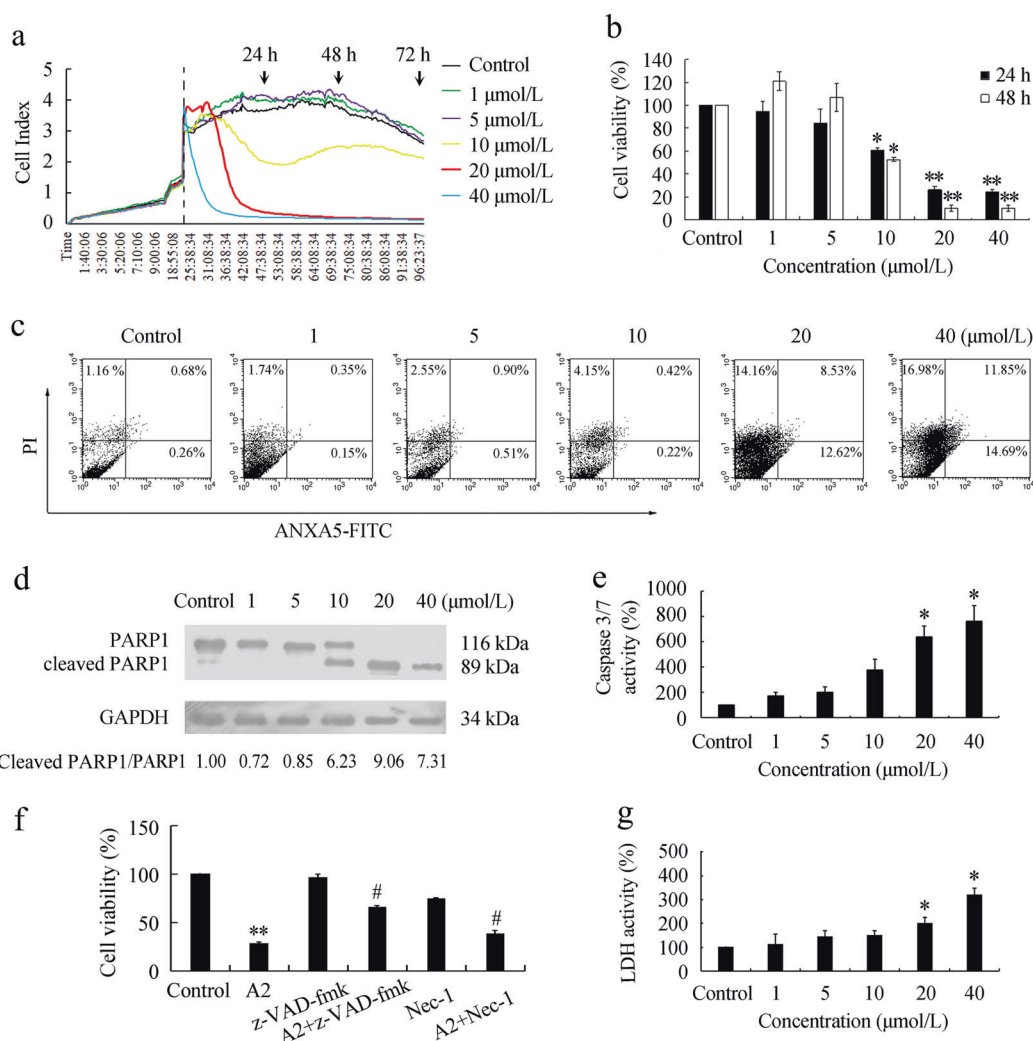 a
24 h 48 h 72 h
5
4
3
2
1
0
Cell Index
Time
1:40:06
3:30:06
5:20:06
7:10:06
9:00:06
18:55:08
25:38:34
31:08:34
36:38:34
42:08:34
47:38:34
53:08:34
58:38:34
64:08:34
69:38:34
75:08:34
80:38:34
86:08:34
91:38:34
96:23:37
Control
1 μmol/L
5 μmol/L
10 μmol/L
20 μmol/L
40 μmol/L
b
140
120
100
80
60
40
20
0
Cell viability (%)
24 h
48 h
* * ** ** ** **
Control 1 5 10 20 40
Concentration (μmol/L)
c
Control 1 5 10 20 40 (μmol/L)
1.16 % 0.68% 1.74% 0.35% 2.55% 0.90% 4.15% 0.42% 14.16% 8.53% 16.98% 11.85%
0.26% 0.15% 0.51% 0.22% 12.62% 14.69%
10⁰ 10¹ 10² 10³ 10⁴
PI
ANXA5-FITC
d
Control 1 5 10 20 40 (μmol/L)
PARP1 116 kDa
cleaved PARP1 89 kDa
GAPDH 34 kDa
Cleaved PARP1/PARP1 1.00 0.72 0.85 6.23 9.06 7.31
e
1000
800
600
400
200
0
Caspase 3/7
activity (%)
* *
Control 1 5 10 20 40
Concentration (μmol/L)
f
150
100
50
0
Cell viability (%)
** # #
Control A2 z-VAD-fmk A2+z-VAD-fmk Nec-1 A2+Nec-1
g
500
400
300
200
100
0
LDH activity (%)
* *
Control 1 5 10 20 40
Concentration (μmol/L)